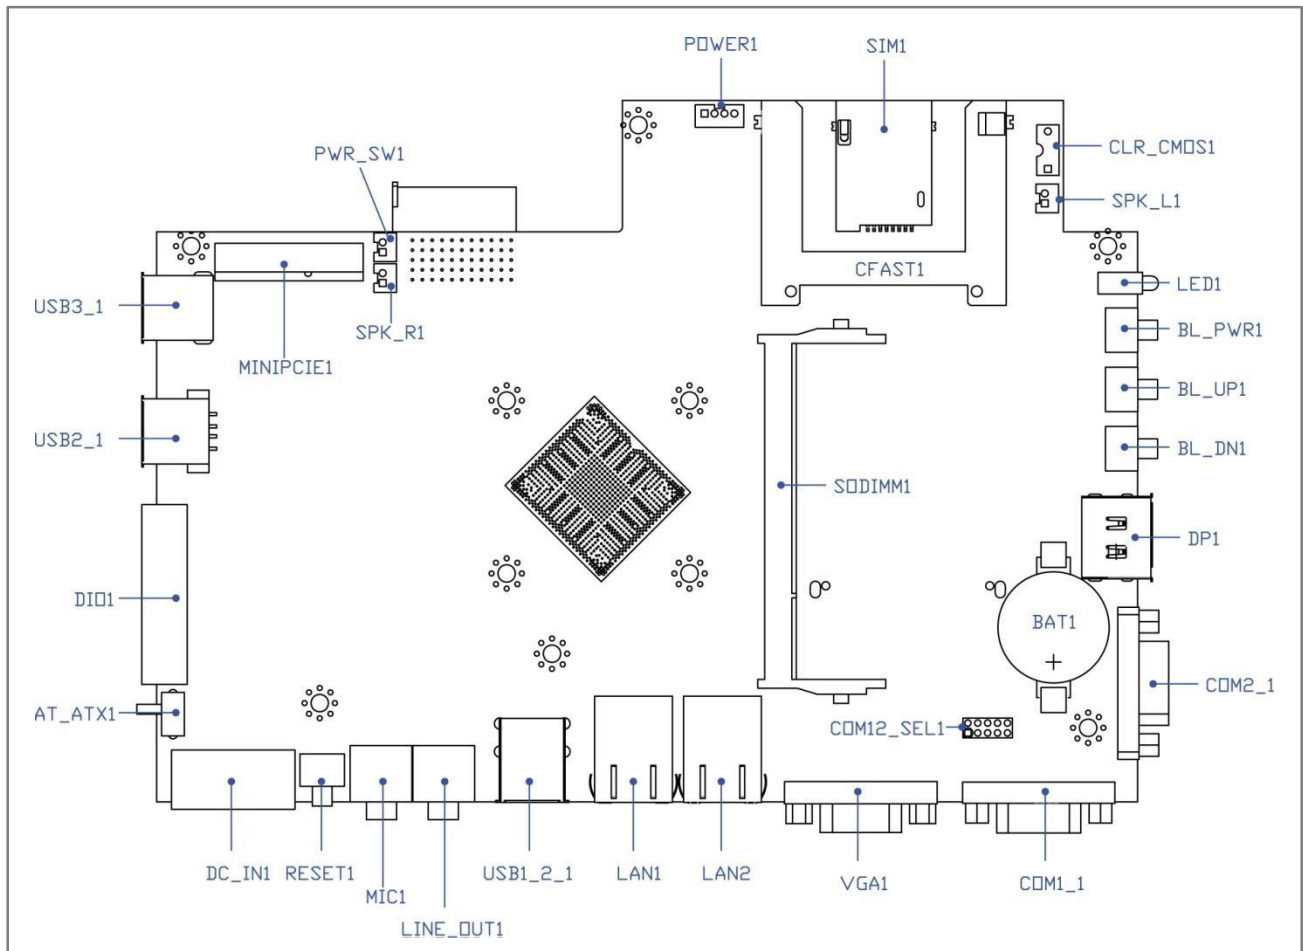 POWER1
SIM1
PWR_SW1
CLR_CMOS1
SPK_L1
CFAST1
LED1
USB3_1
SPK_R1
BL_PWR1
MINIPCIE1
BL_UP1
USB2_1
BL_DN1
SODIMM1
DP1
DIO1
BAT1
COM2_1
AT_ATX1
COM12_SEL1
DC_IN1
RESET1
USB1_2_1
LAN1
LAN2
VGA1
COM1_1
MIC1
LINE_OUT1